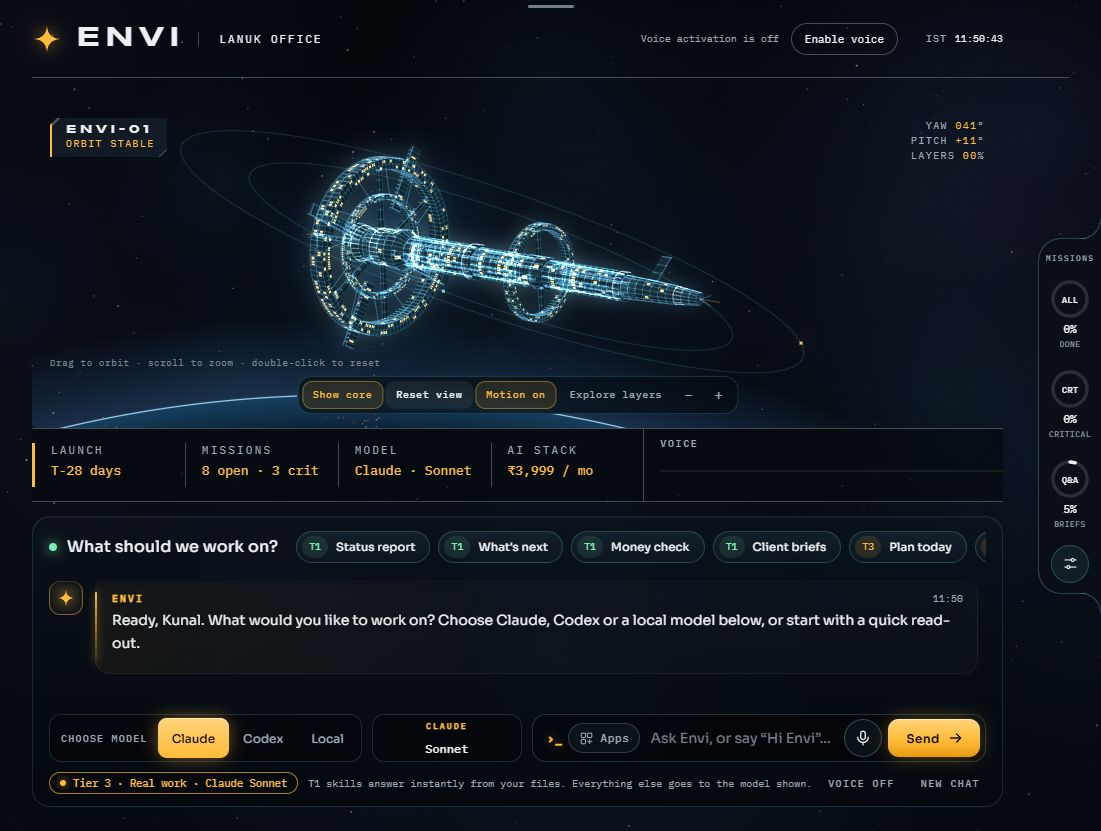 ENVI
LANUK OFFICE
Voice activation is off
Enable voice
IST 11:50:43
ENVI-01
ORBIT STABLE
YAW 041°
PITCH +11°
LAYERS 00%
Drag to orbit · scroll to zoom · double-click to reset
Show core
Reset view
Motion on
Explore layers
−
+
MISSIONS
ALL
0%
DONE
CRT
0%
CRITICAL
Q&A
5%
BRIEFS
LAUNCH
T-28 days
MISSIONS
8 open · 3 crit
MODEL
Claude · Sonnet
AI STACK
₹3,999 / mo
VOICE
What should we work on?
T1 Status report
T1 What's next
T1 Money check
T1 Client briefs
T3 Plan today
ENVI
11:50
Ready, Kunal. What would you like to work on? Choose Claude, Codex or a local model below, or start with a quick read-
out.
CHOOSE MODEL
Claude
Codex
Local
CLAUDE
Sonnet
Apps
Ask Envi, or say “Hi Envi”...
Send →
Tier 3 · Real work · Claude Sonnet
T1 skills answer instantly from your files. Everything else goes to the model shown.
VOICE OFF
NEW CHAT